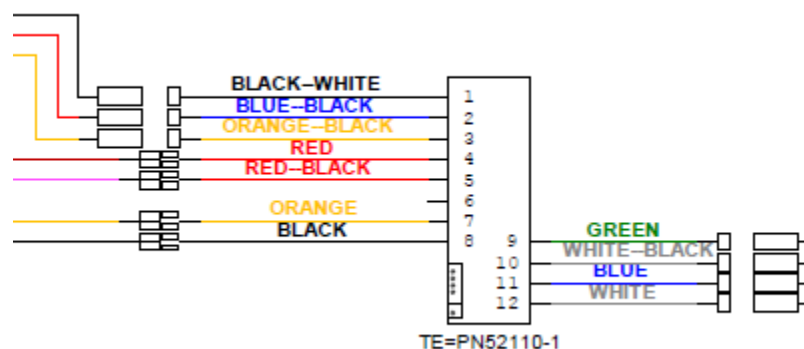 BLACK--WHITE
1
BLUE--BLACK
2
ORANGE--BLACK
3
RED
4
RED--BLACK
5
6
ORANGE
7
BLACK
8
9
GREEN
10
WHITE--BLACK
11
BLUE
12
WHITE
TE=PN52110-1